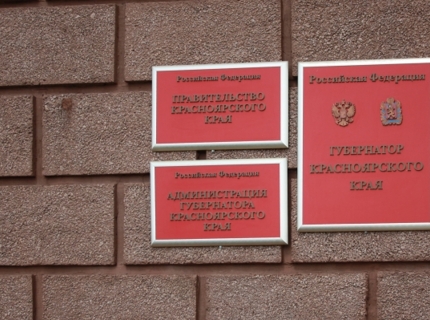 Российская Федерация
ПРАВИТЕЛЬСТВО
КРАСНОЯРСКОГО
КРАЯ
Российская Федерация
АДМИНИСТРАЦИЯ
ГУБЕРНАТОРА
КРАСНОЯРСКОГО
КРАЯ
Российская Федерация
ГУБЕРНАТОР
КРАСНОЯРСКОГО
КРАЯ